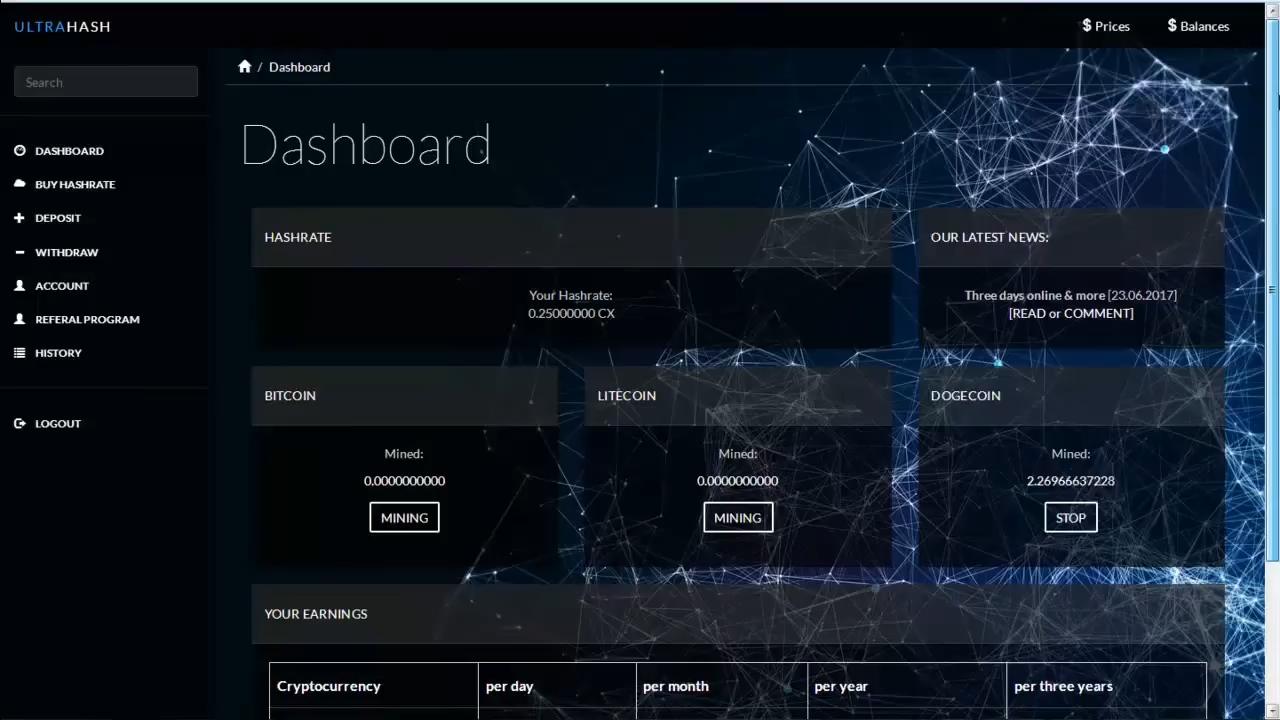 ULTRAHASH
$ Prices
$ Balances
Search
/ Dashboard
DASHBOARD
BUY HASHRATE
DEPOSIT
WITHDRAW
ACCOUNT
REFERAL PROGRAM
HISTORY
LOGOUT
Dashboard
HASHRATE
Your Hashrate:
0.25000000 CX
OUR LATEST NEWS:
Three days online & more [23.06.2017]
[READ or COMMENT]
BITCOIN
Mined:
0.0000000000
MINING
LITECOIN
Mined:
0.0000000000
MINING
DOGECOIN
Mined:
2.26966637228
STOP
YOUR EARNINGS
Cryptocurrency per day per month per year per three years